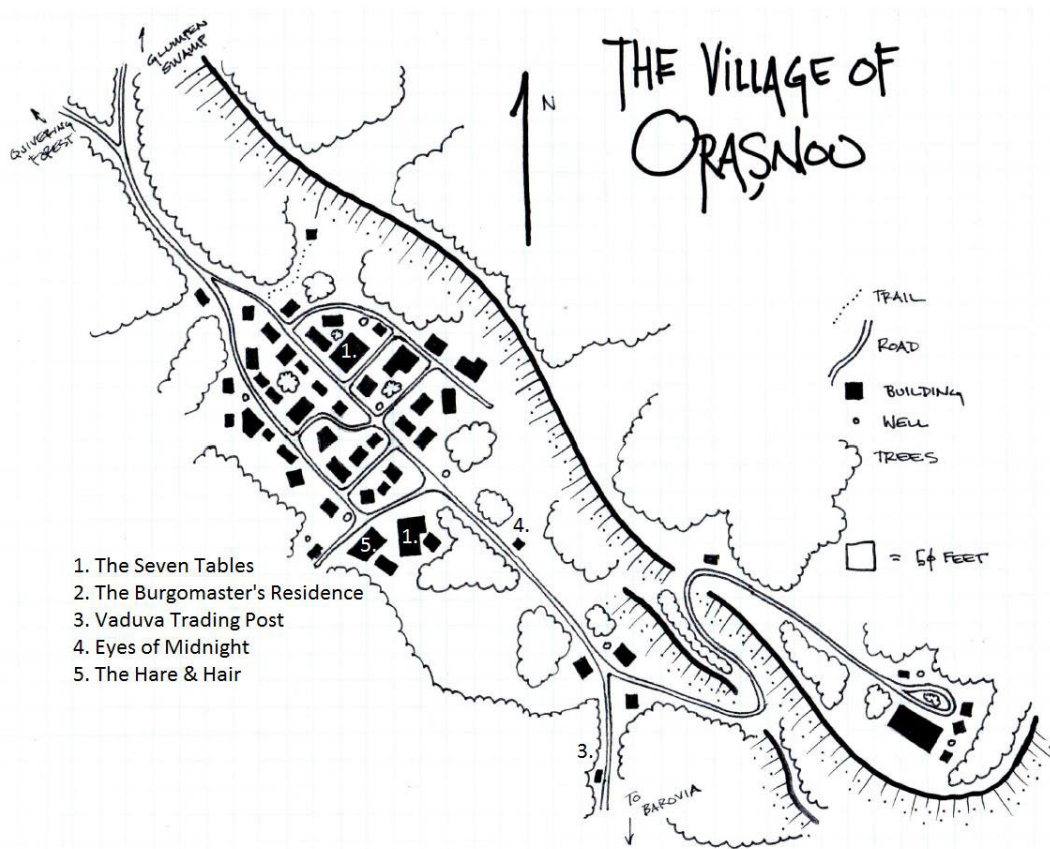 THE VILLAGE OF
ORAȘNOU
N
GLUMPEN
SWAMP
QUIVERING
FOREST
TRAIL
ROAD
BUILDING
WELL
TREES
= 50 FEET
1.
4.
5.
1.
1. The Seven Tables
2. The Burgomaster's Residence
3. Vaduva Trading Post
4. Eyes of Midnight
5. The Hare & Hair
3.
TO
BAROVIA